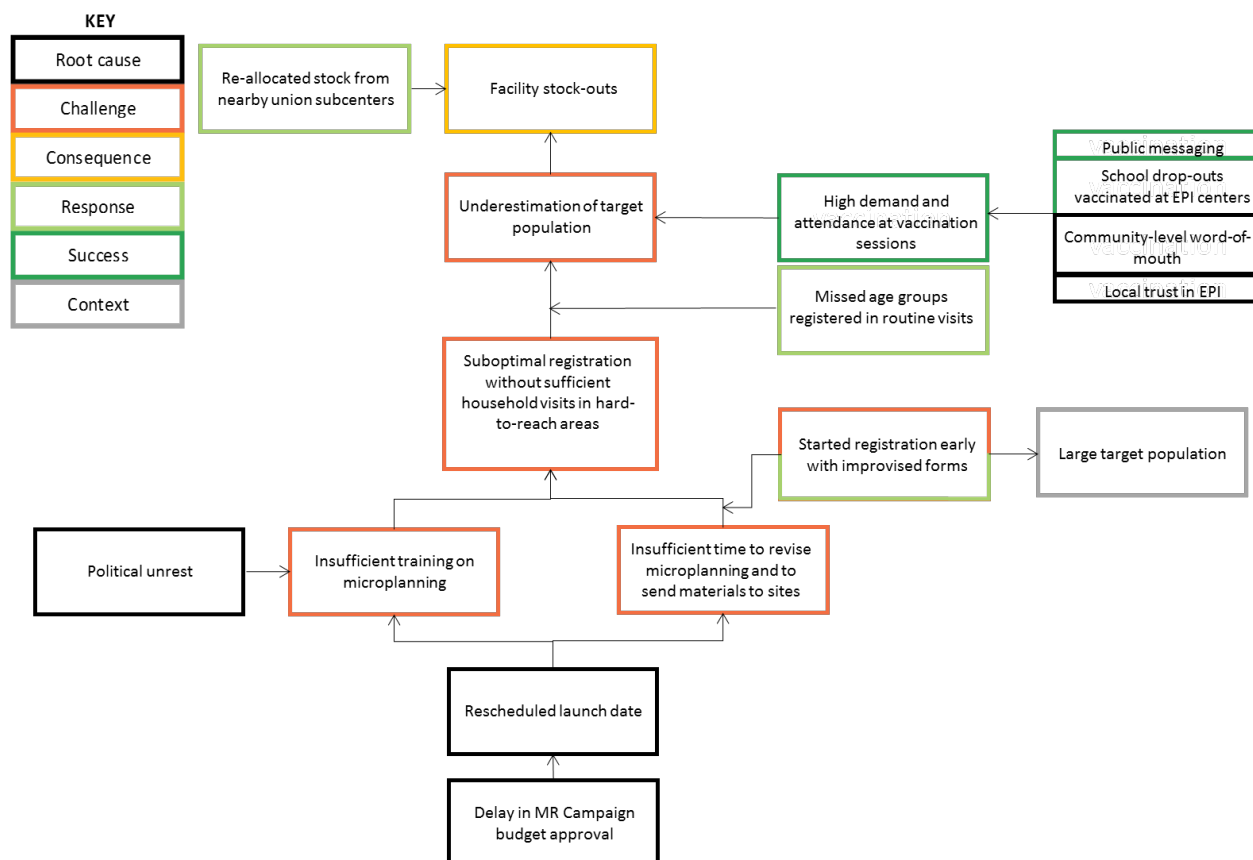 KEY
Root cause
Challenge
Consequence
Response
Success
Context
Re-allocated stock from
nearby union subcenters
Facility stock-outs
Underestimation of target
population
High demand and
attendance at vaccination
sessions
Public messaging
School drop-outs
vaccinated at EPI centers
Community-level word-of-
mouth
Local trust in EPI
Missed age groups
registered in routine visits
Suboptimal registration
without sufficient
household visits in hard-
to-reach areas
Started registration early
with improvised forms
Large target population
Political unrest
Insufficient training on
microplanning
Insufficient time to revise
microplanning and to
send materials to sites
Rescheduled launch date
Delay in MR Campaign
budget approval